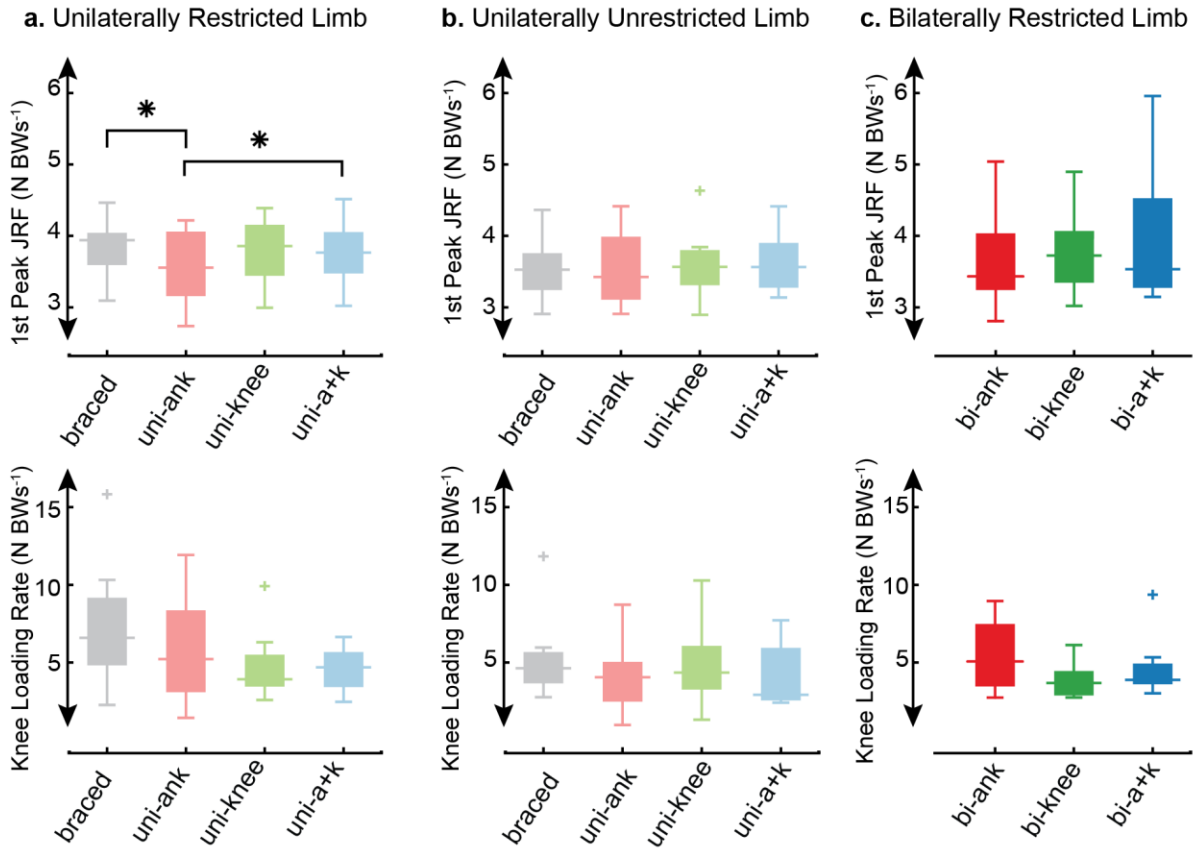 a. Unilaterally Restricted Limb
1st Peak JRF (N BWs⁻¹)
6
5
4
3
*
*
braced
uni-ank
uni-knee
uni-a+k
b. Unilaterally Unrestricted Limb
1st Peak JRF (N BWs⁻¹)
6
5
4
3
braced
uni-ank
uni-knee
uni-a+k
c. Bilaterally Restricted Limb
1st Peak JRF (N BWs⁻¹)
6
5
4
3
bi-ank
bi-knee
bi-a+k
Knee Loading Rate (N BWs⁻¹)
15
10
5
braced
uni-ank
uni-knee
uni-a+k
Knee Loading Rate (N BWs⁻¹)
15
10
5
braced
uni-ank
uni-knee
uni-a+k
Knee Loading Rate (N BWs⁻¹)
15
10
5
bi-ank
bi-knee
bi-a+k